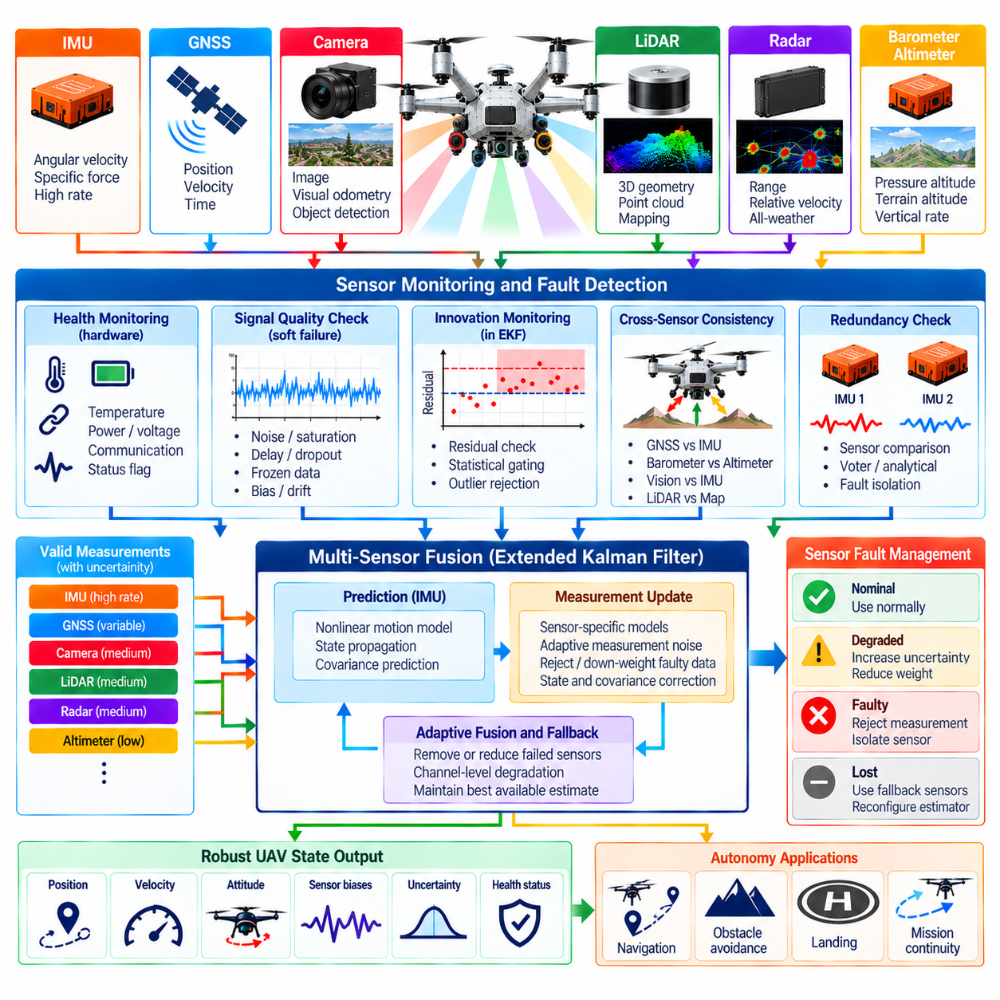 IMU
GNSS
Camera
LiDAR
Radar
Barometer
Altimeter
Angular velocity
Specific force
High rate
Position
Velocity
Time
Image
Visual odometry
Object detection
3D geometry
Point cloud
Mapping
Range
Relative velocity
All-weather
Pressure altitude
Terrain altitude
Vertical rate
Sensor Monitoring and Fault Detection
Health Monitoring
(hardware)
Temperature
Power / voltage
Communication
Status flag
Signal Quality Check
(soft failure)
• Noise / saturation
• Delay / dropout
• Frozen data
• Bias / drift
Innovation Monitoring
(in EKF)
Residual
• Residual check
• Statistical gating
• Outlier rejection
Cross-Sensor Consistency
• GNSS vs IMU
• Barometer vs Altimeter
• Vision vs IMU
• LiDAR vs Map
Redundancy Check
IMU 1
IMU 2
• Sensor comparison
• Voter / analytical
• Fault isolation
Valid Measurements
(with uncertainity)
IMU (high rate)
GNSS (variable)
Camera (medium)
LiDAR (medium)
Radar (medium)
Altimeter (low)
Multi-Sensor Fusion (Extended Kalman Filter)
Prediction (IMU)
Nonlinear motion model
State propagation
Covariance prediction
Measurement Update
Sensor-specific models
Adaptive measurement noise
Reject / down-weight faulty data
State and covariance correction
Adaptive Fusion and Fallback
Remove or reduce failed sensors
Channel-level degradation
Maintain best available estimate
Sensor Fault Management
Nominal
Use normally
Degraded
Increase uncertainty
Reduce weight
Faulty
Reject measurement
Isolate sensor
Lost
Use fallback sensors
Reconfigure estimator
Robust UAV State Output
Position
Velocity
Attitude
Sensor biases
Uncertainty
Health status
Autonomy Applications
Navigation
Obstacle
avoidance
H
Landing
Mission
continuity